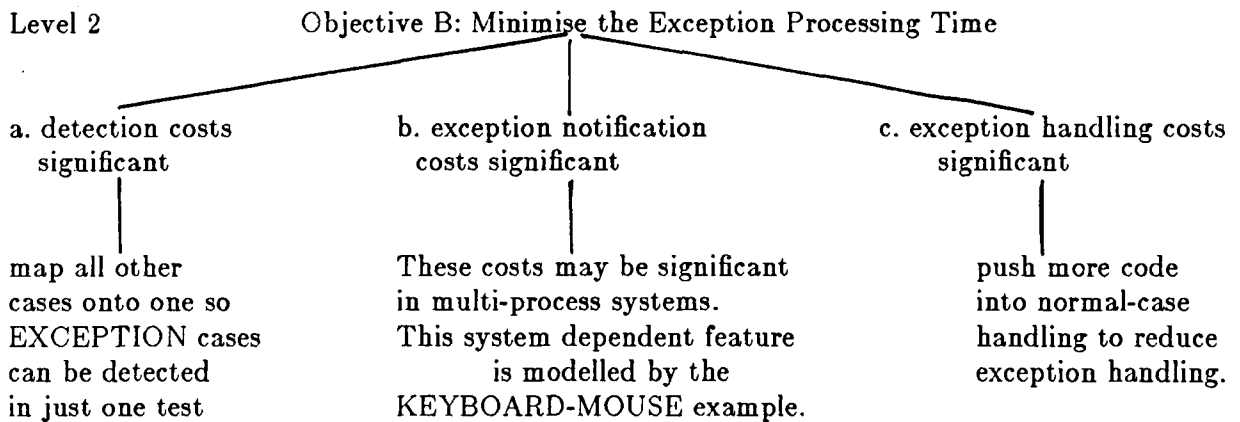 Level 2
Objective B: Minimise the Exception Processing Time
a. detection costs
significant
b. exception notification
costs significant
c. exception handling costs
significant
map all other
cases onto one so
EXCEPTION cases
can be detected
in just one test
These costs may be significant
in multi-process systems.
This system dependent feature
is modelled by the
KEYBOARD-MOUSE example.
push more code
into normal-case
handling to reduce
exception handling.